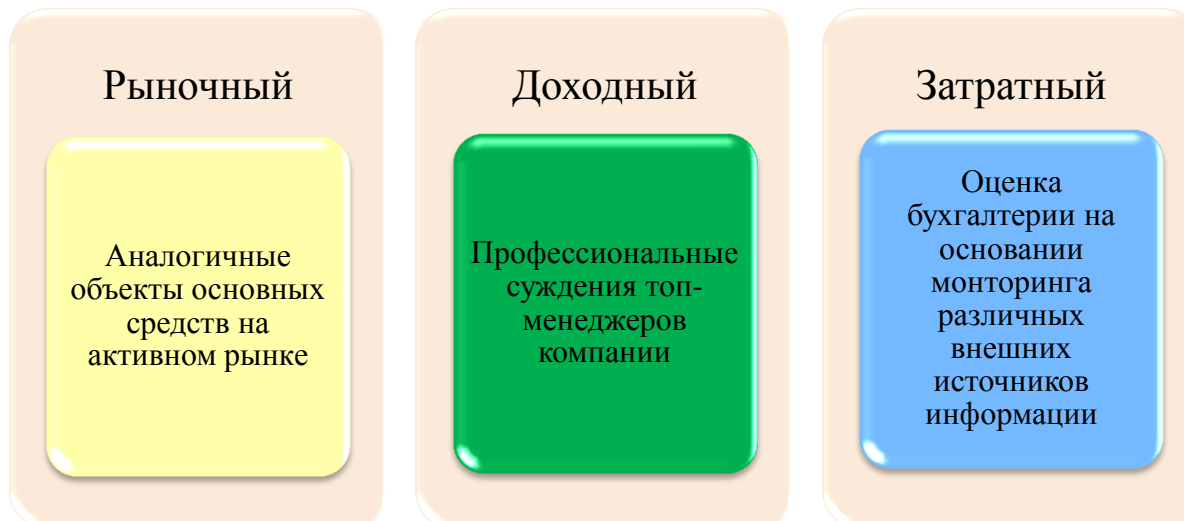 Рыночный
Аналогичные
объекты основных
средств на
активном рынке
Доходный
Профессиональные
суждения топ-
менеджеров
компании
Затратный
Оценка
бухгалтерии на
основании
мониторинга
различных
внешних
источников
информации